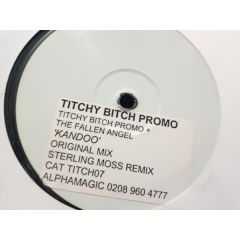 TITCHY BITCH PROMO
TITCHY BITCH PROMO +
THE FALLEN ANGEL
'KANDOO'
ORIGINAL MIX
STERLING MOSS REMIX
CAT TITCH07
ALPHAMAGIC 0208 960 4777